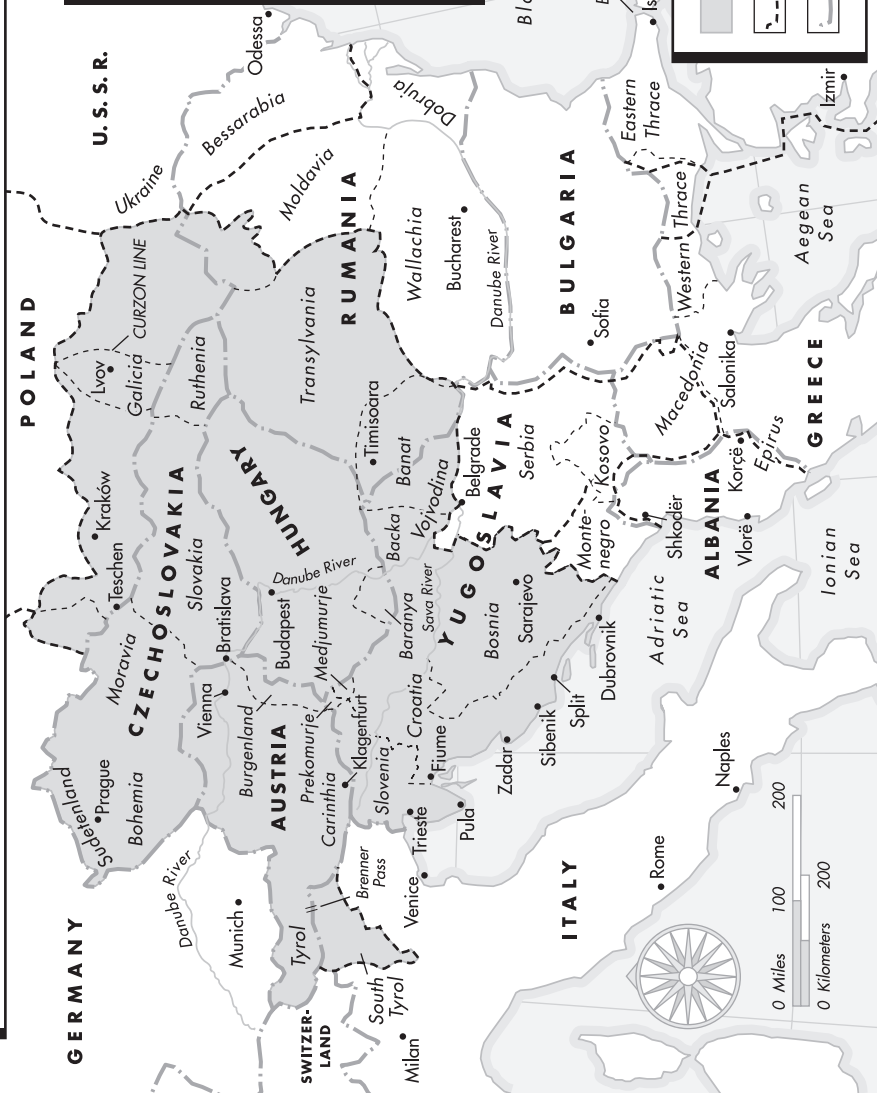 GERMANY
POLAND
U. S. S. R.
Ukraine
Bessarabia
Odessa
Moldavia
Dobruja
CURZON LINE
Lvov
Galicia
Ruthenia
Kraków
Teschen
CZECHOSLOVAKIA
Slovakia
Moravia
Sudetenland
Prague
Bohemia
Bratislava
Vienna
Danube River
Munich
HUNGARY
Danube River
Budapest
Medjumurje
Burgenland
AUSTRIA
Prekomurje
Carinthia
Klagenfurt
Tyrol
SWITZER-
LAND
Brenner
Pass
South
Tyrol
Milan
Venice
Trieste
Slovenia
Fiume
Pula
Croatia
Baranya
Sava River
Backa
Vojvodina
Banat
Timisoara
Transylvania
RUMANIA
Wallachia
Bucharest
Danube River
BULGARIA
Sofia
Belgrade
Serbia
YUGOSLAVIA
Bosnia
Sarajevo
Monte
negro
Kosovo
Macedonia
Zadar
Sibenik
Split
Dubrovnik
Adriatic
Sea
Shkodër
ALBANIA
Vlorë
Korçë
Epirus
GREECE
Salonika
Western Thrace
Eastern
Thrace
Aegean
Sea
Izmir
Ionian
Sea
ITALY
Rome
Naples
0 Miles 100 200
0 Kilometers 200